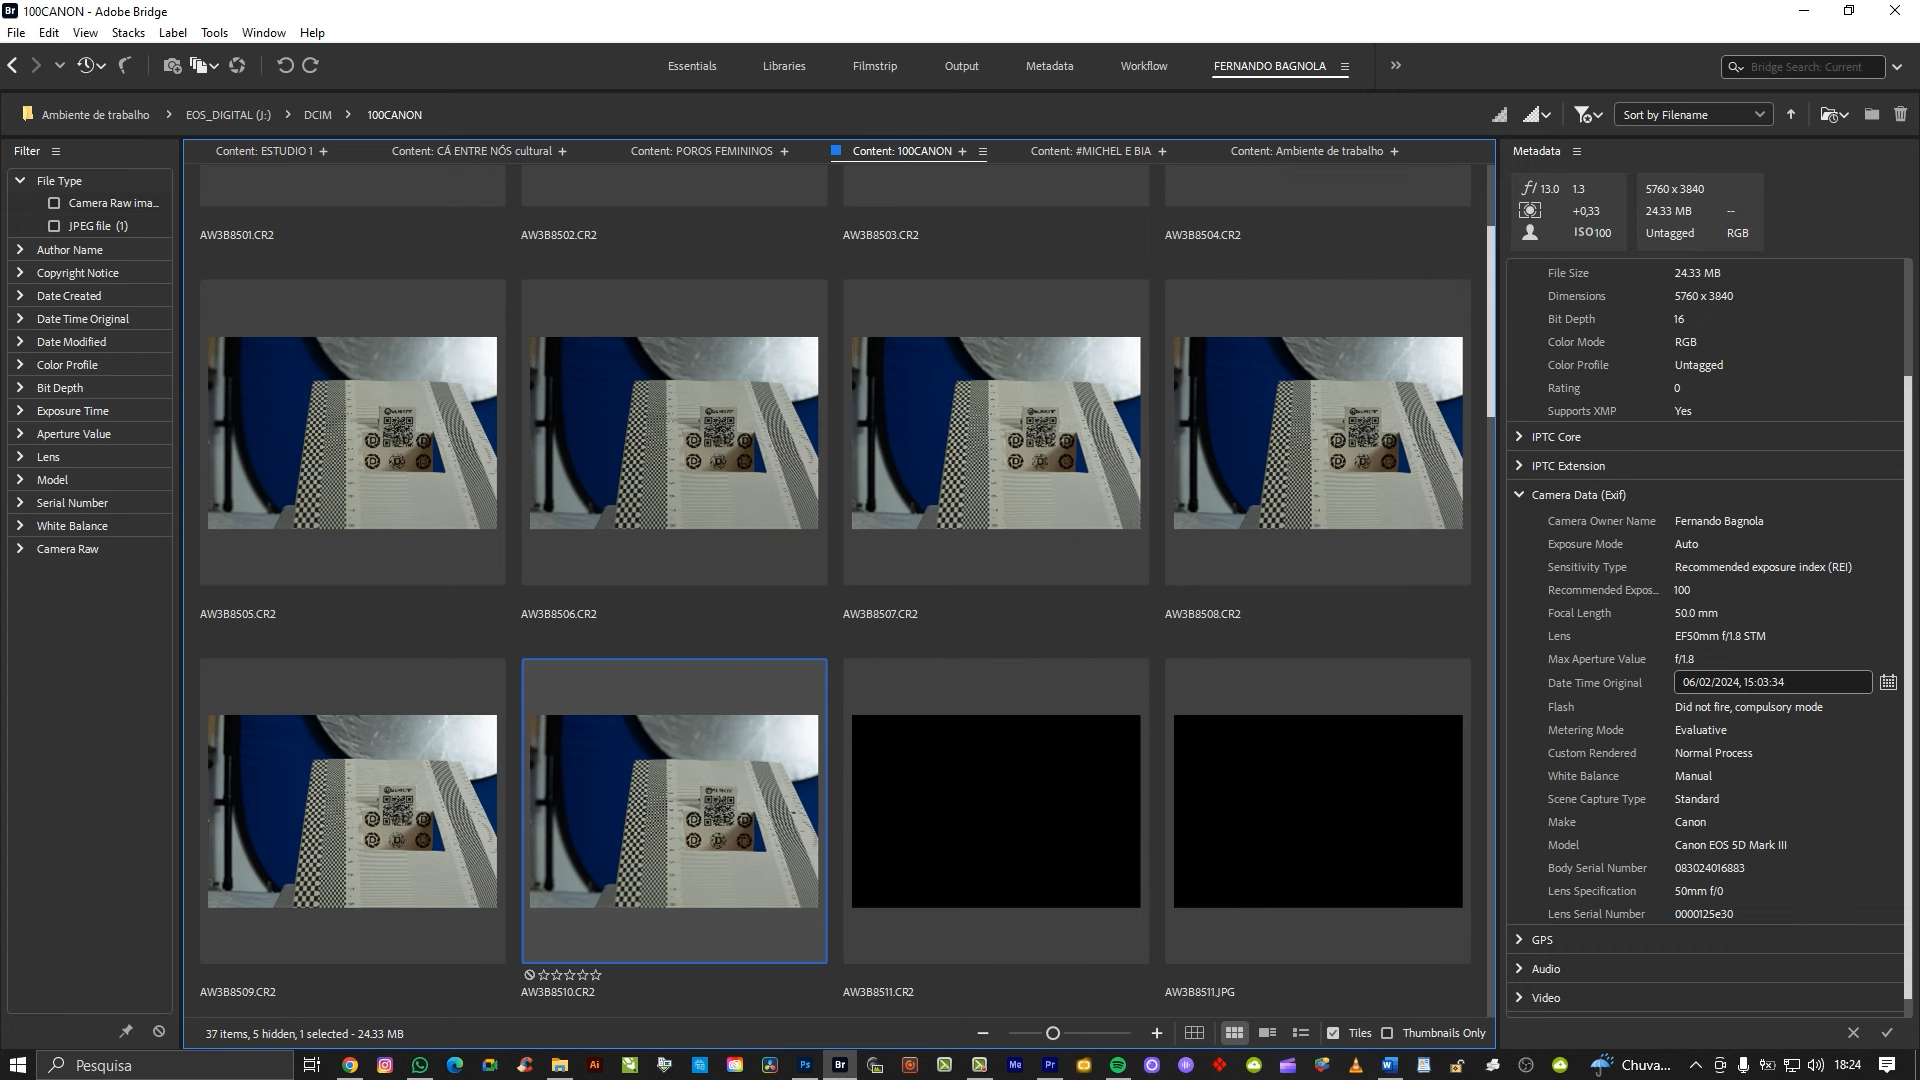 Br 100CANON - Adobe Bridge
File Edit View Stacks Label Tools Window Help
Essentials Libraries Filmstrip Output Metadata Workflow FERNANDO BAGNOLA
Bridge Search: Current
Ambiente de trabalho EOS_DIGITAL (J:) DCIM 100CANON
Sort by Filename
Filter
File Type
Camera Raw ima...
JPEG file (1)
Author Name
Copyright Notice
Date Created
Date Time Original
Date Modified
Color Profile
Bit Depth
Exposure Time
Aperture Value
Lens
Model
Serial Number
White Balance
Camera Raw
Content: ESTUDIO 1 + Content: CÁ ENTRE NÓS cultural + Content: POROS FEMININOS + Content: 100CANON + Content: #MICHEL E BIA + Content: Ambiente de trabalho +
AW3B8501.CR2 AW3B8502.CR2 AW3B8503.CR2 AW3B8504.CR2
AW3B8505.CR2 AW3B8506.CR2 AW3B8507.CR2 AW3B8508.CR2
AW3B8509.CR2 AW3B8510.CR2 AW3B8511.CR2 AW3B8511.JPG
37 items, 5 hidden, 1 selected - 24.33 MB
Tiles Thumbnails Only
Metadata
f/ 13.0 1.3 5760 x 3840
+0,33 24.33 MB --
ISO100 Untagged RGB
File Size 24.33 MB
Dimensions 5760 x 3840
Bit Depth 16
Color Mode RGB
Color Profile Untagged
Rating 0
Supports XMP Yes
IPTC Core
IPTC Extension
Camera Data (Exif)
Camera Owner Name Fernando Bagnola
Exposure Mode Auto
Sensitivity Type Recommended exposure index (REI)
Recommended Expos... 100
Focal Length 50.0 mm
Lens EF50mm f/1.8 STM
Max Aperture Value f/1.8
Date Time Original 06/02/2024, 15:03:34
Flash Did not fire, compulsory mode
Metering Mode Evaluative
Custom Rendered Normal Process
White Balance Manual
Scene Capture Type Standard
Make Canon
Model Canon EOS 5D Mark III
Body Serial Number 083024016883
Lens Specification 50mm f/0
Lens Serial Number 0000125e30
GPS
Audio
Video
Pesquisa
Ai Ps Br Me Pr
Chuva... 18:24